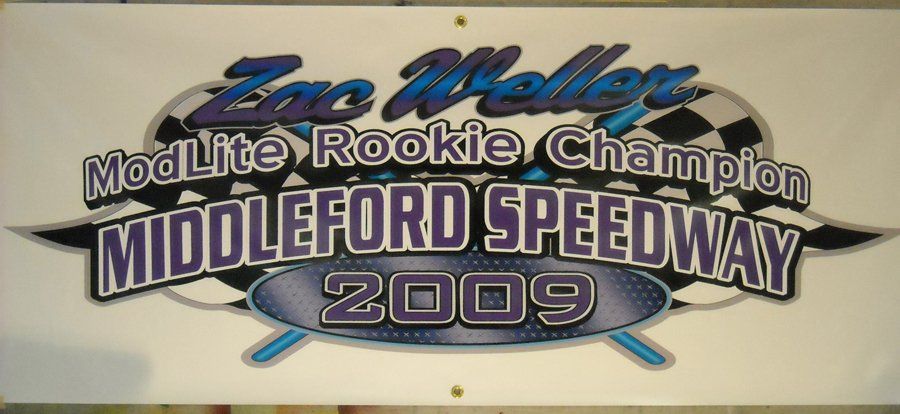 Zac Weller
ModLite Rookie Champion
MIDDLEFORD SPEEDWAY
2009